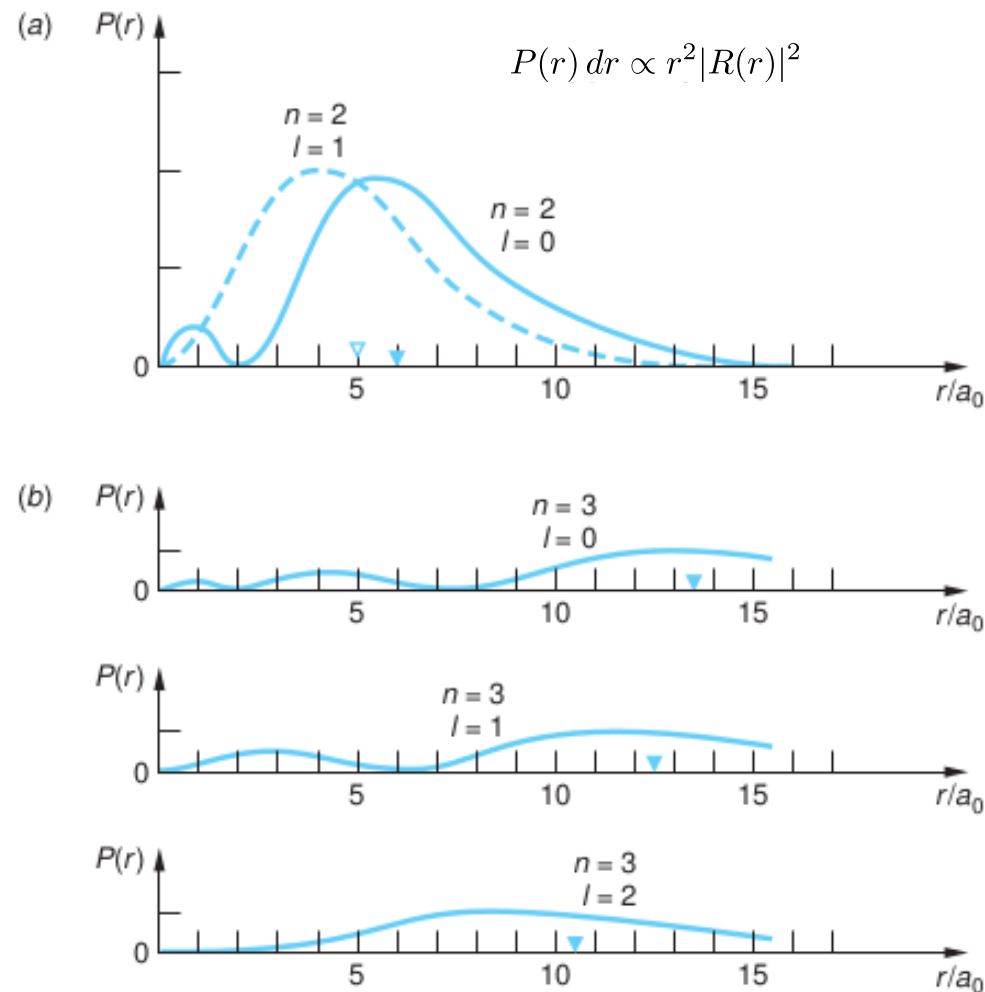 (a) P(r)
P(r) dr ∝ r²|R(r)|²
n = 2
l = 1
n = 2
l = 0
0
5 10 15 r/a₀
(b) P(r)
n = 3
l = 0
0
5 10 15 r/a₀
P(r)
n = 3
l = 1
0
5 10 15 r/a₀
P(r)
n = 3
l = 2
0
5 10 15 r/a₀